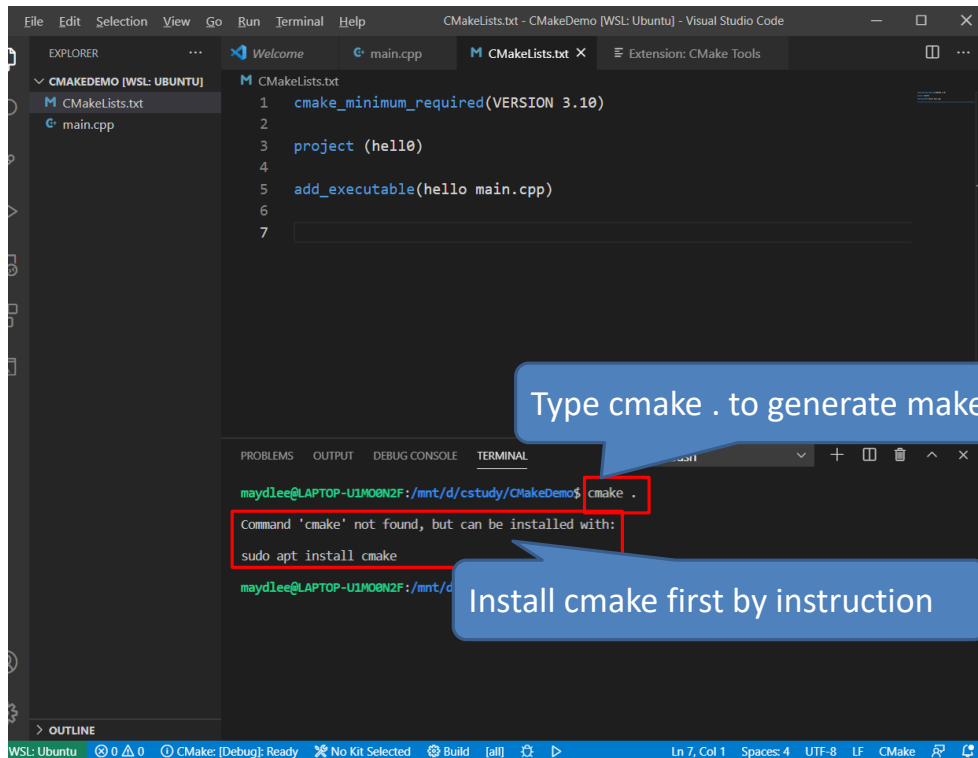 File Edit Selection View Go Run Terminal Help CMakeLists.txt - CMakeDemo [WSL: Ubuntu] - Visual Studio Code
EXPLORER ... Welcome main.cpp CMakeLists.txt Extension: CMake Tools ...
CMAKEDEMO [WSL: UBUNTU]
CMakeLists.txt
main.cpp
CMakeLists.txt
1 cmake_minimum_required(VERSION 3.10)
2
3 project (hell0)
4
5 add_executable(hello main.cpp)
6
7
Type cmake . to generate make
PROBLEMS OUTPUT DEBUG CONSOLE TERMINAL
maydlee@LAPTOP-U1MO0N2F:/mnt/d/cstudy/CMakeDemo$ cmake .
Command 'cmake' not found, but can be installed with:
sudo apt install cmake
maydlee@LAPTOP-U1MO0N2F:/mnt/d
Install cmake first by instruction
OUTLINE
WSL: Ubuntu 0 0 CMake: [Debug]: Ready No Kit Selected Build [all] Ln 7, Col 1 Spaces: 4 UTF-8 LF CMake